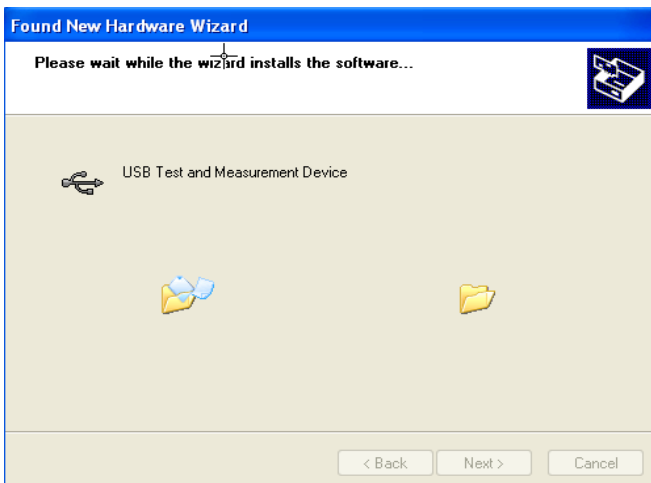 Found New Hardware Wizard
Please wait while the wizard installs the software...
USB Test and Measurement Device
< Back
Next >
Cancel